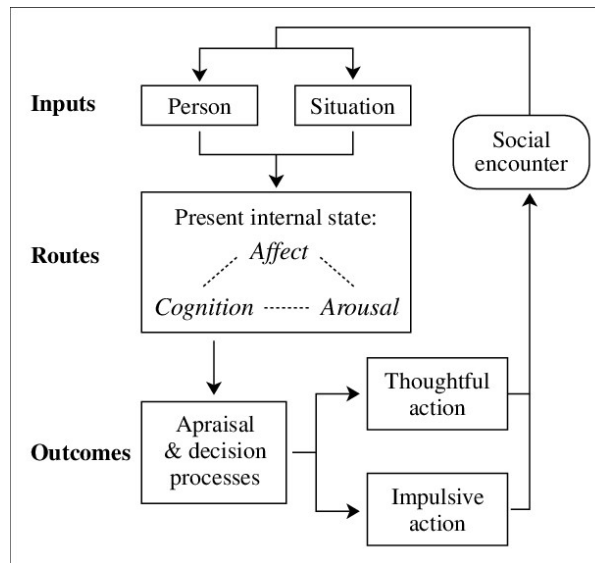 Inputs
Person
Situation
Social
encounter
Routes
Present internal state:
Affect
Cognition
Arousal
Outcomes
Apraisal
& decision
processes
Thoughtful
action
Impulsive
action